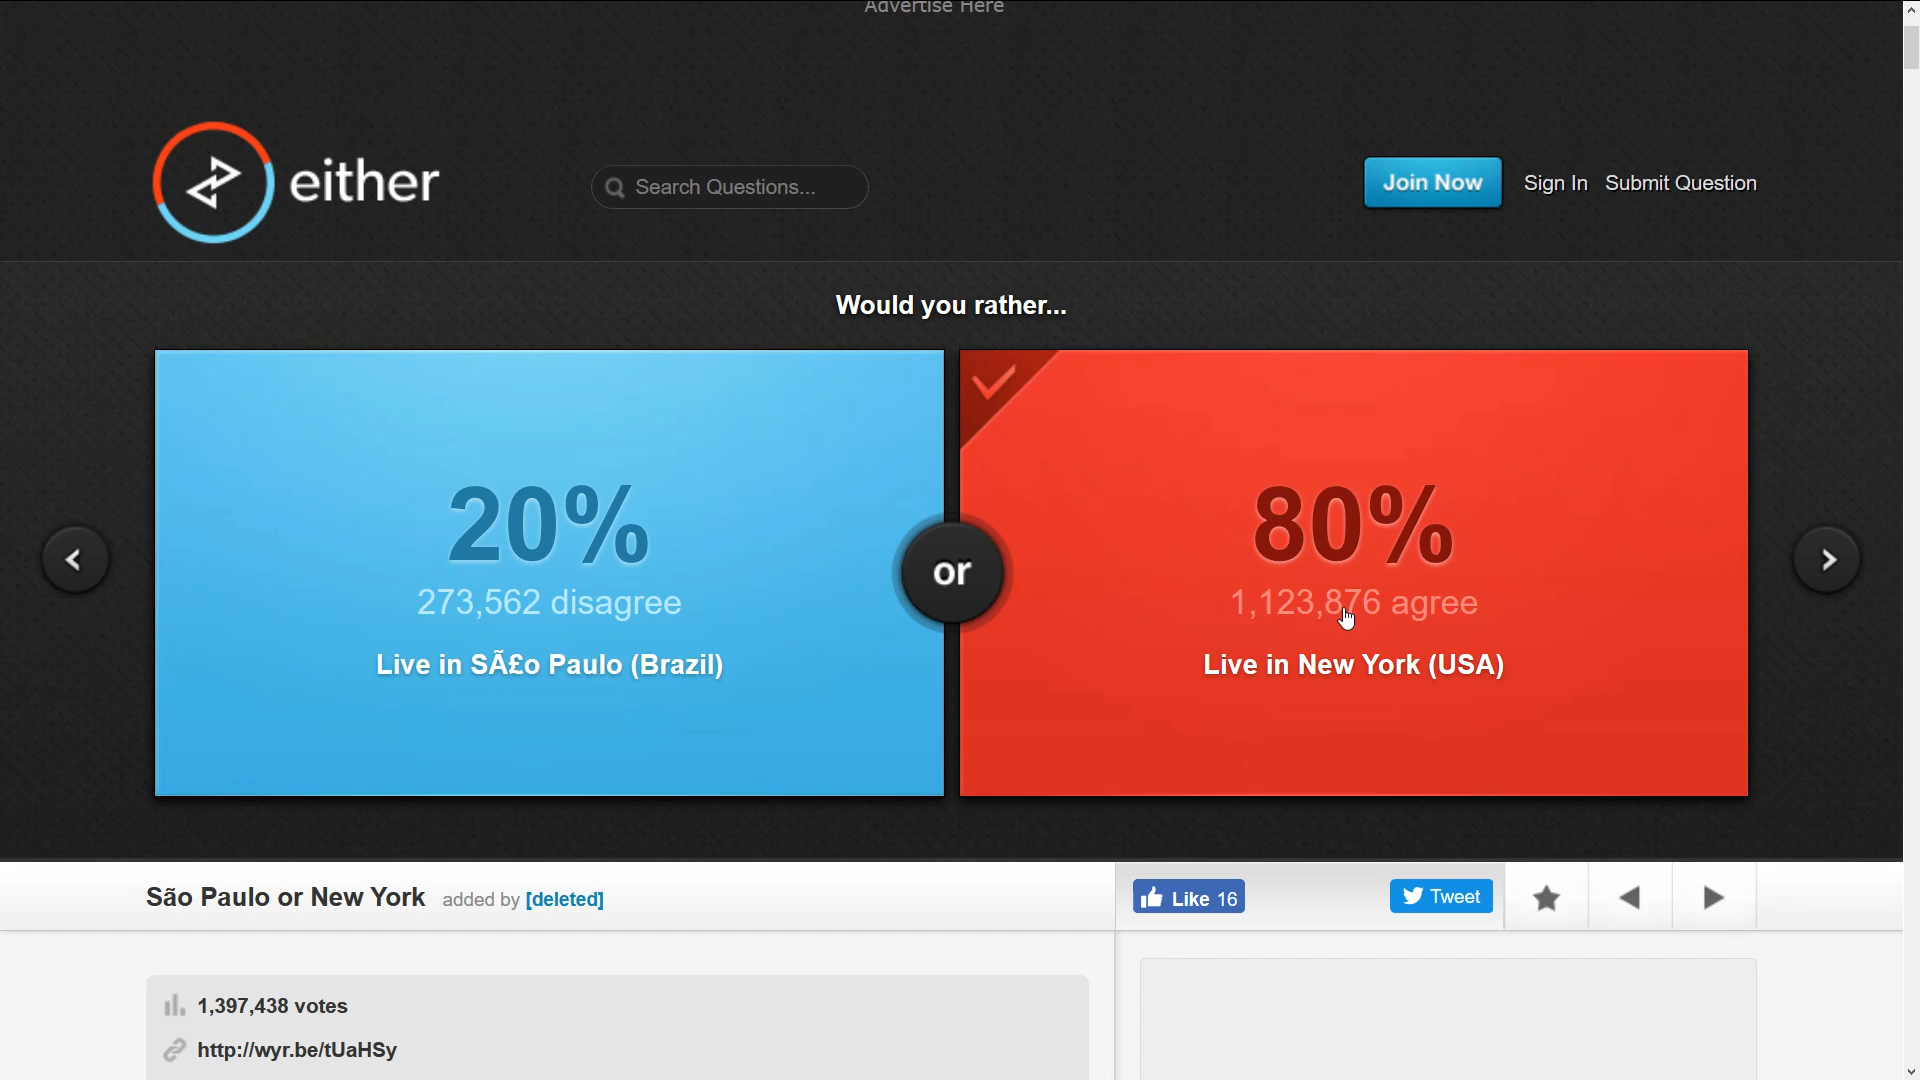 Advertise Here
either
Search Questions...
Join Now
Sign In
Submit Question
Would you rather...
20%
273,562 disagree
Live in SÃ£o Paulo (Brazil)
or
80%
1,123,876 agree
Live in New York (USA)
São Paulo or New York added by [deleted]
Like 16
Tweet
1,397,438 votes
http://wyr.be/tUaHSy